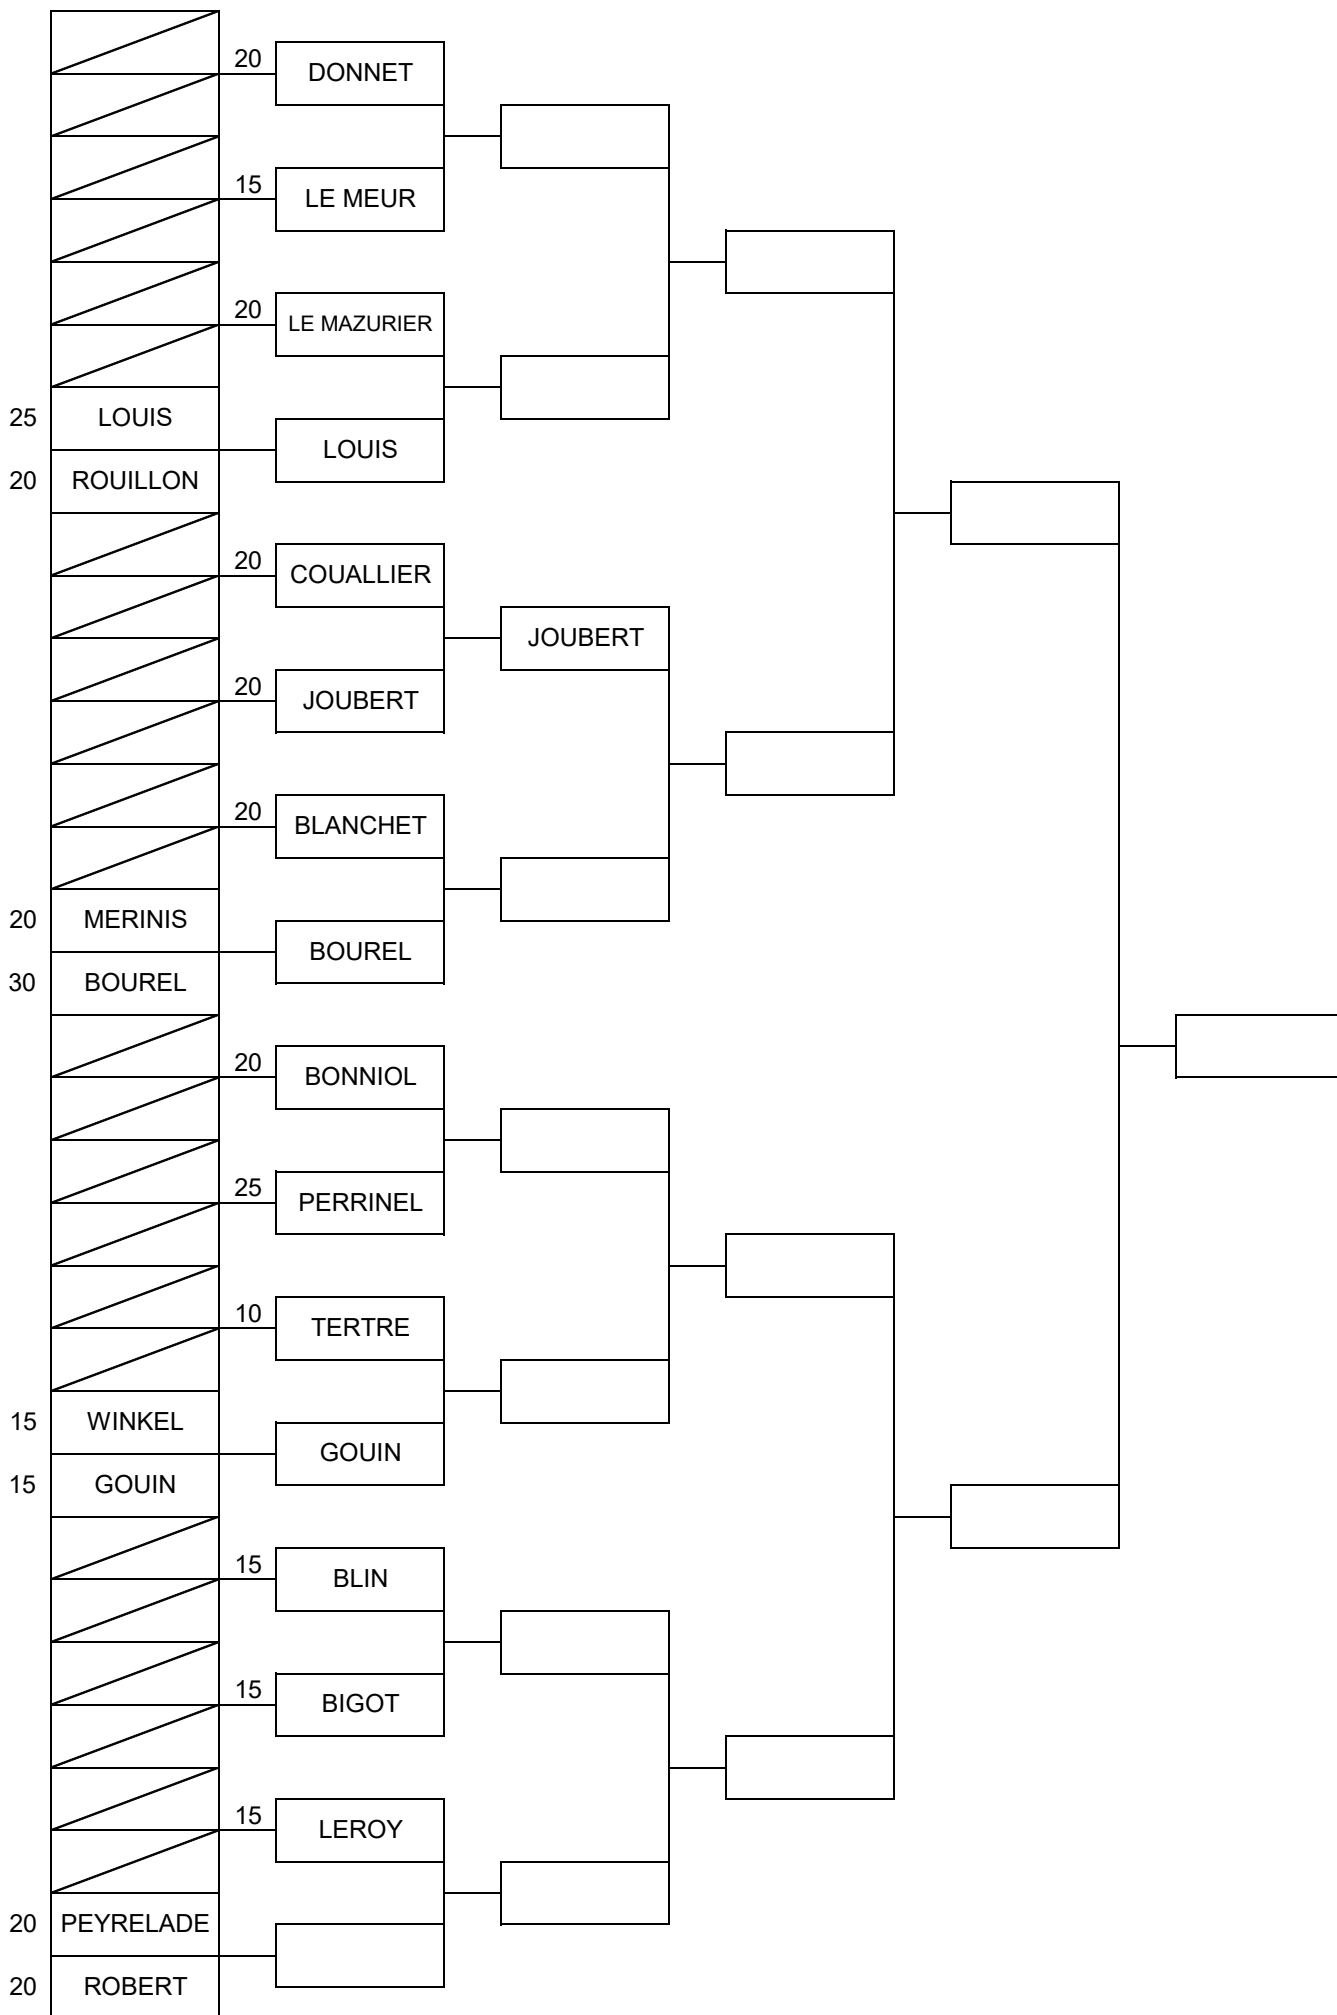 20 DONNET
15 LE MEUR
20 LE MAZURIER
25 LOUIS
LOUIS
20 ROUILLON
20 COUALLIER
JOUBERT
20 JOUBERT
20 BLANCHET
20 MERINIS
BOUREL
30 BOUREL
20 BONNIOL
25 PERRINEL
10 TERTRE
15 WINKEL
GOUIN
15 GOUIN
15 BLIN
15 BIGOT
15 LEROY
20 PEYRELADE
20 ROBERT